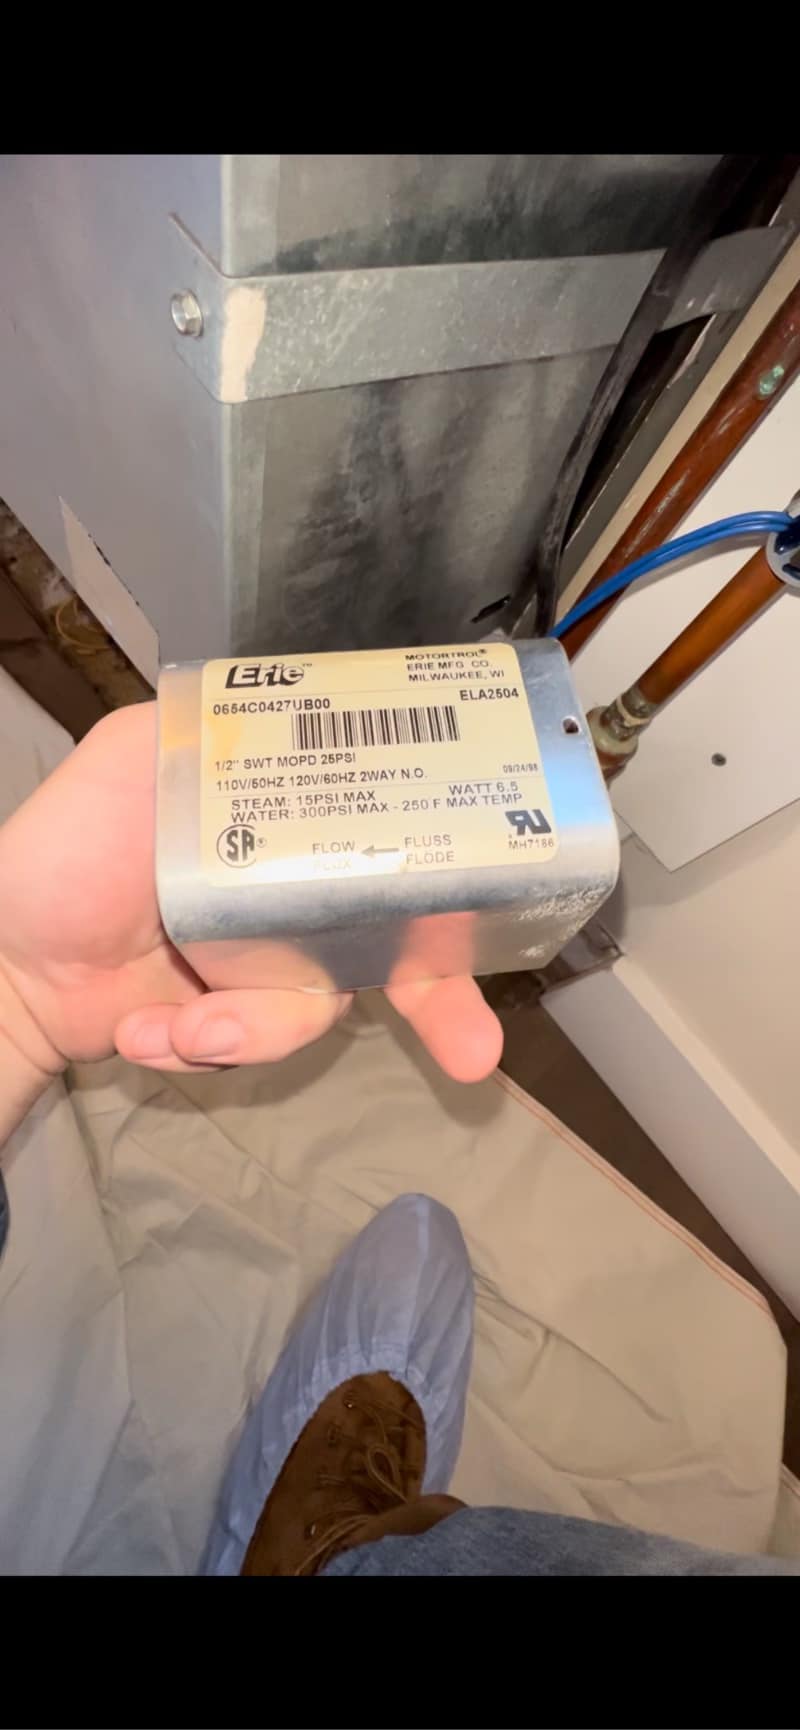 Erie™
MOTORTROL®
ERIE MFG CO.
MILWAUKEE, WI
0654C0427UB00 ELA2504
1/2" SWT MOPD 25PSI
110V/50HZ 120V/60HZ 2WAY N.O. 09/24/98
STEAM: 15PSI MAX WATT 6.5
WATER: 300PSI MAX - 250 F MAX TEMP
SA®
FLOW ← FLUSS
FLUX FLODE
RU
MH7186